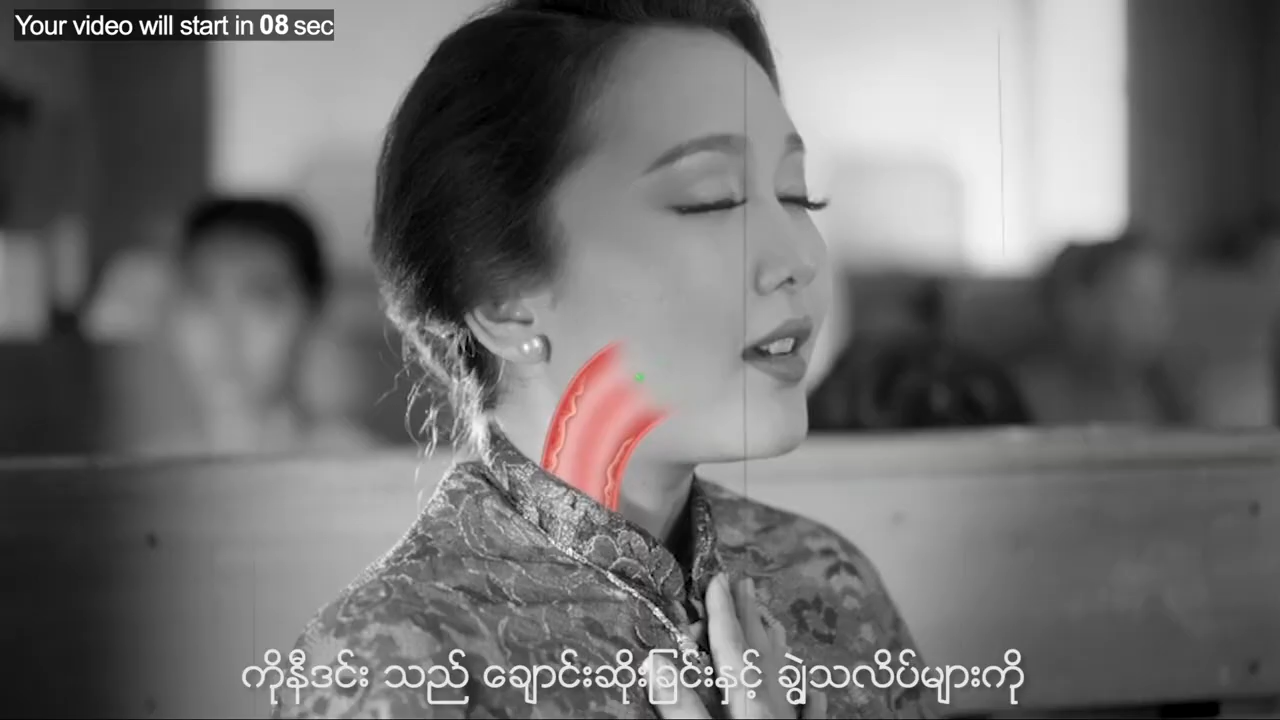 Your video will start in 08 sec
ကိုနီဒင်း သည် ချောင်းဆိုးခြင်းနှင့် ချွဲသလိပ်များကို